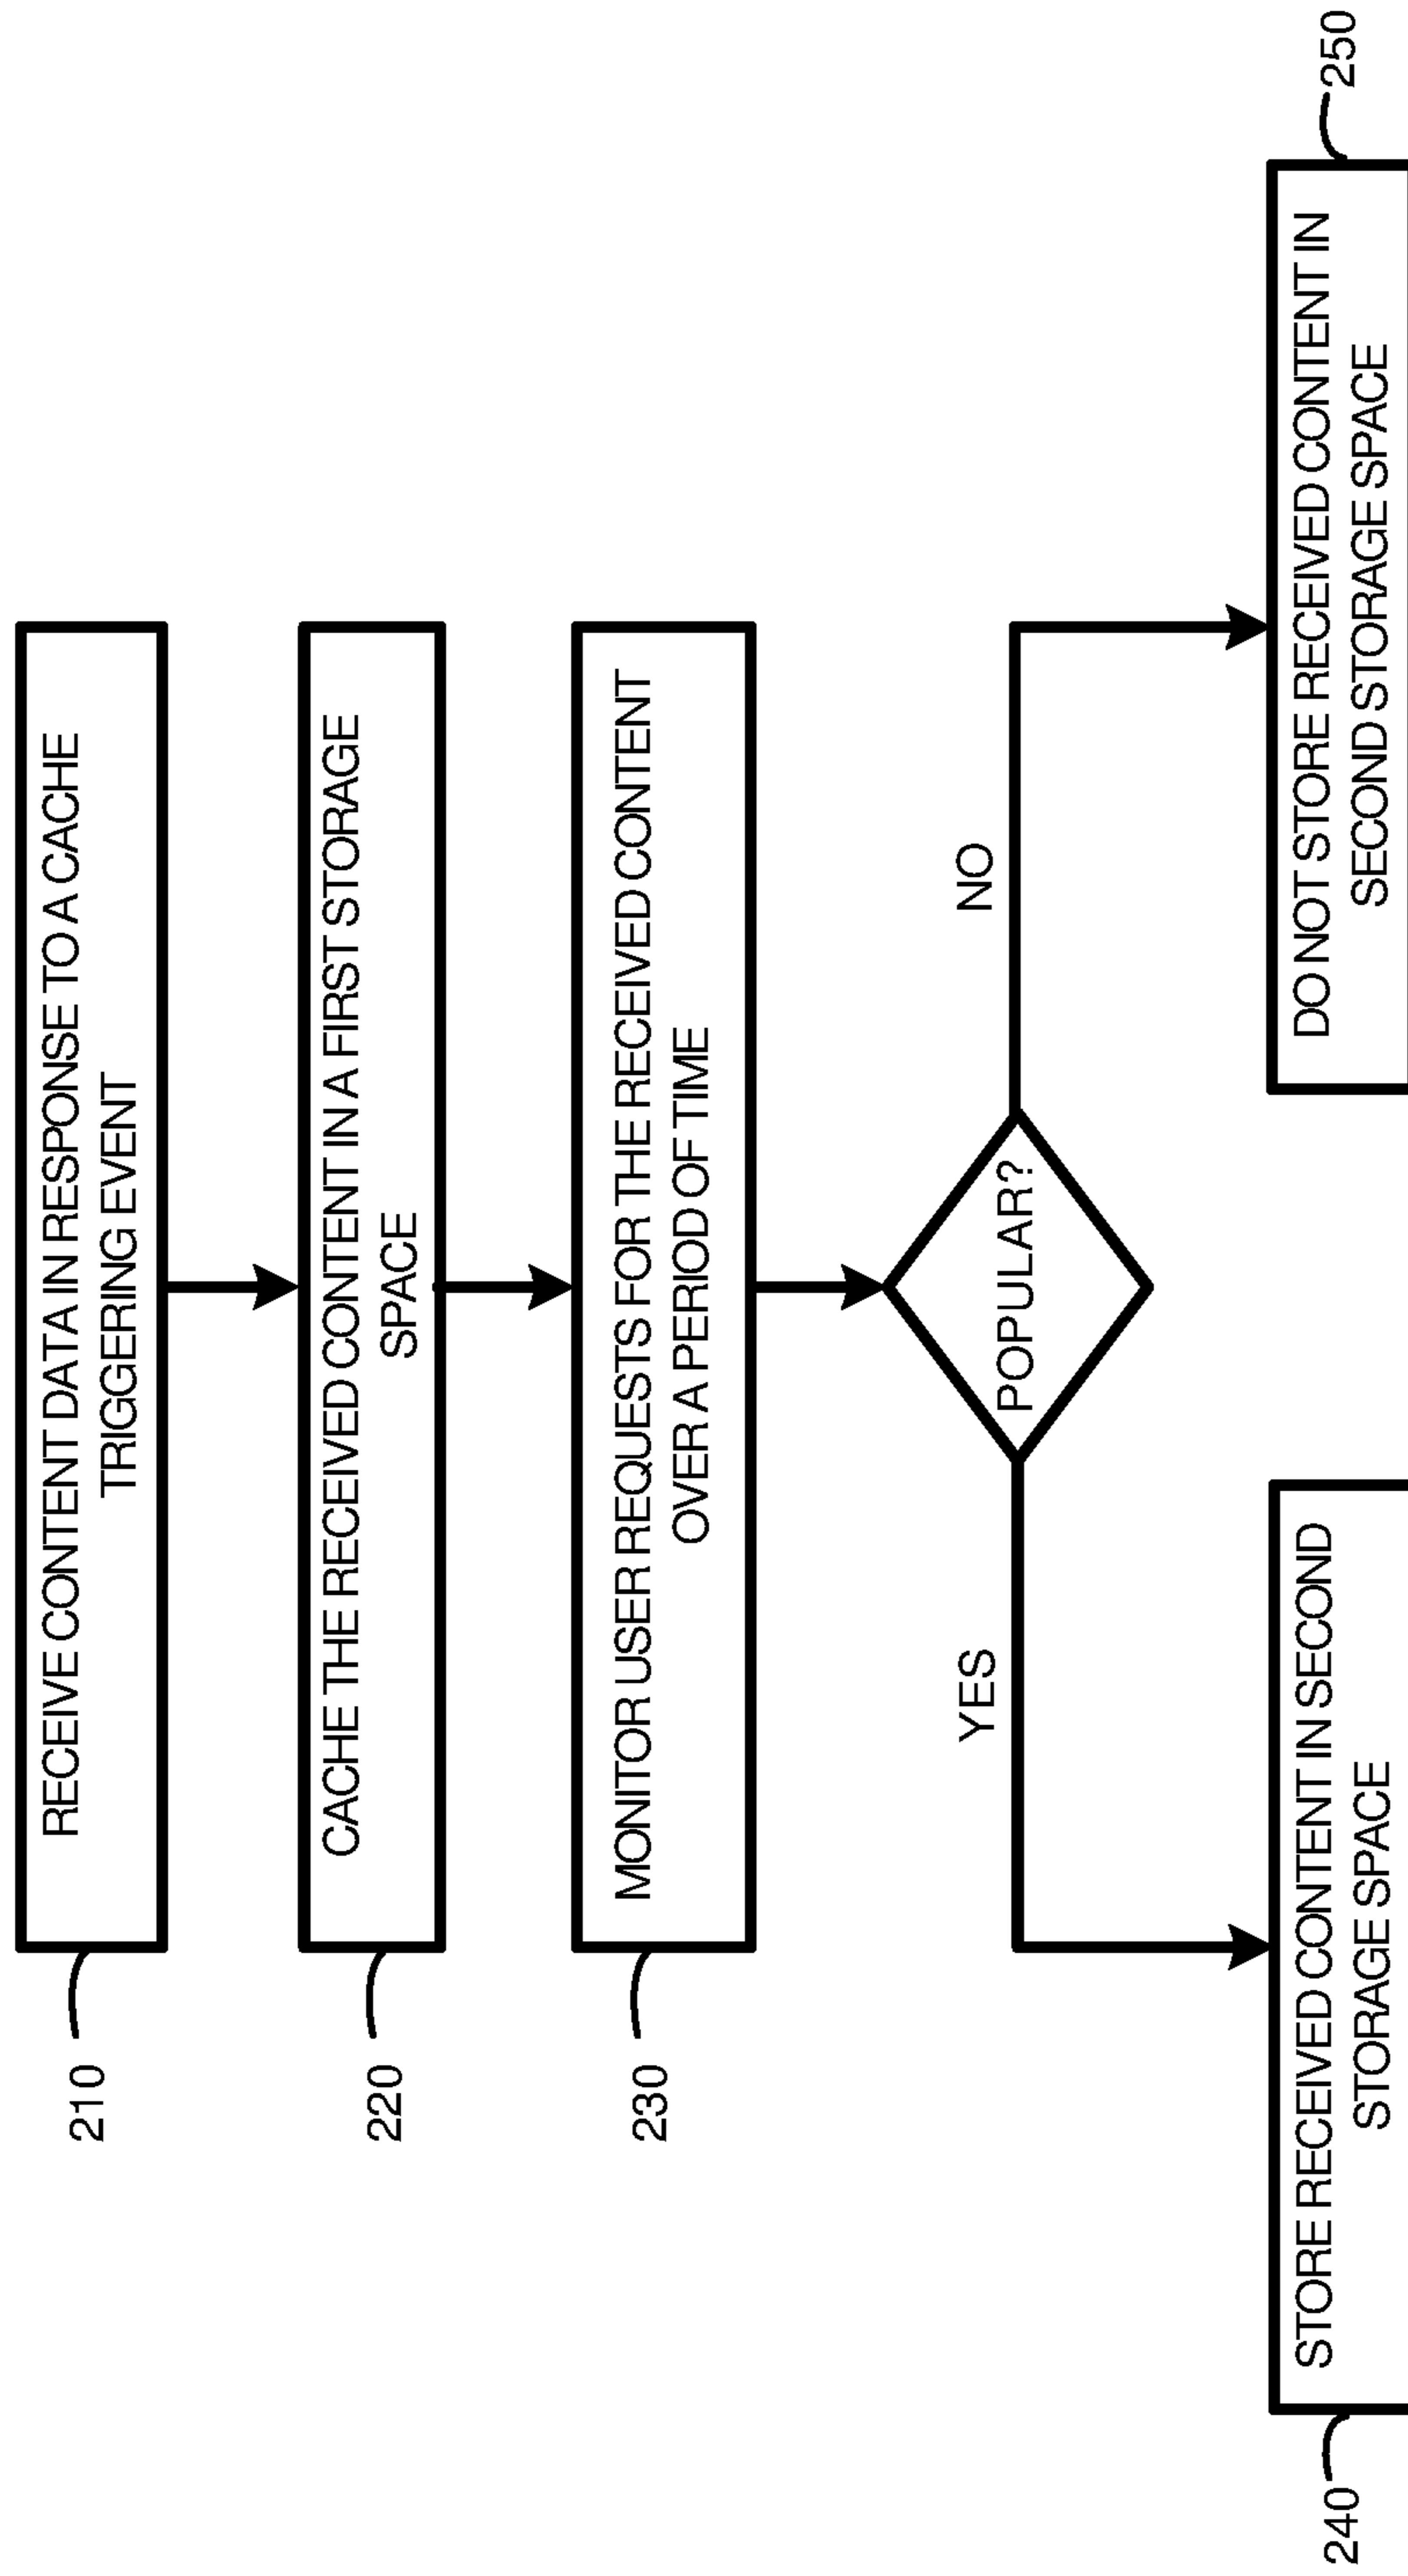 210
RECEIVE CONTENT DATA IN RESPONSE TO A CACHE
TRIGGERING EVENT
220
CACHE THE RECEIVED CONTENT IN A FIRST STORAGE
SPACE
230
MONITOR USER REQUESTS FOR THE RECEIVED CONTENT
OVER A PERIOD OF TIME
YES
POPULAR?
NO
240
STORE RECEIVED CONTENT IN SECOND
STORAGE SPACE
DO NOT STORE RECEIVED CONTENT IN
SECOND STORAGE SPACE
250